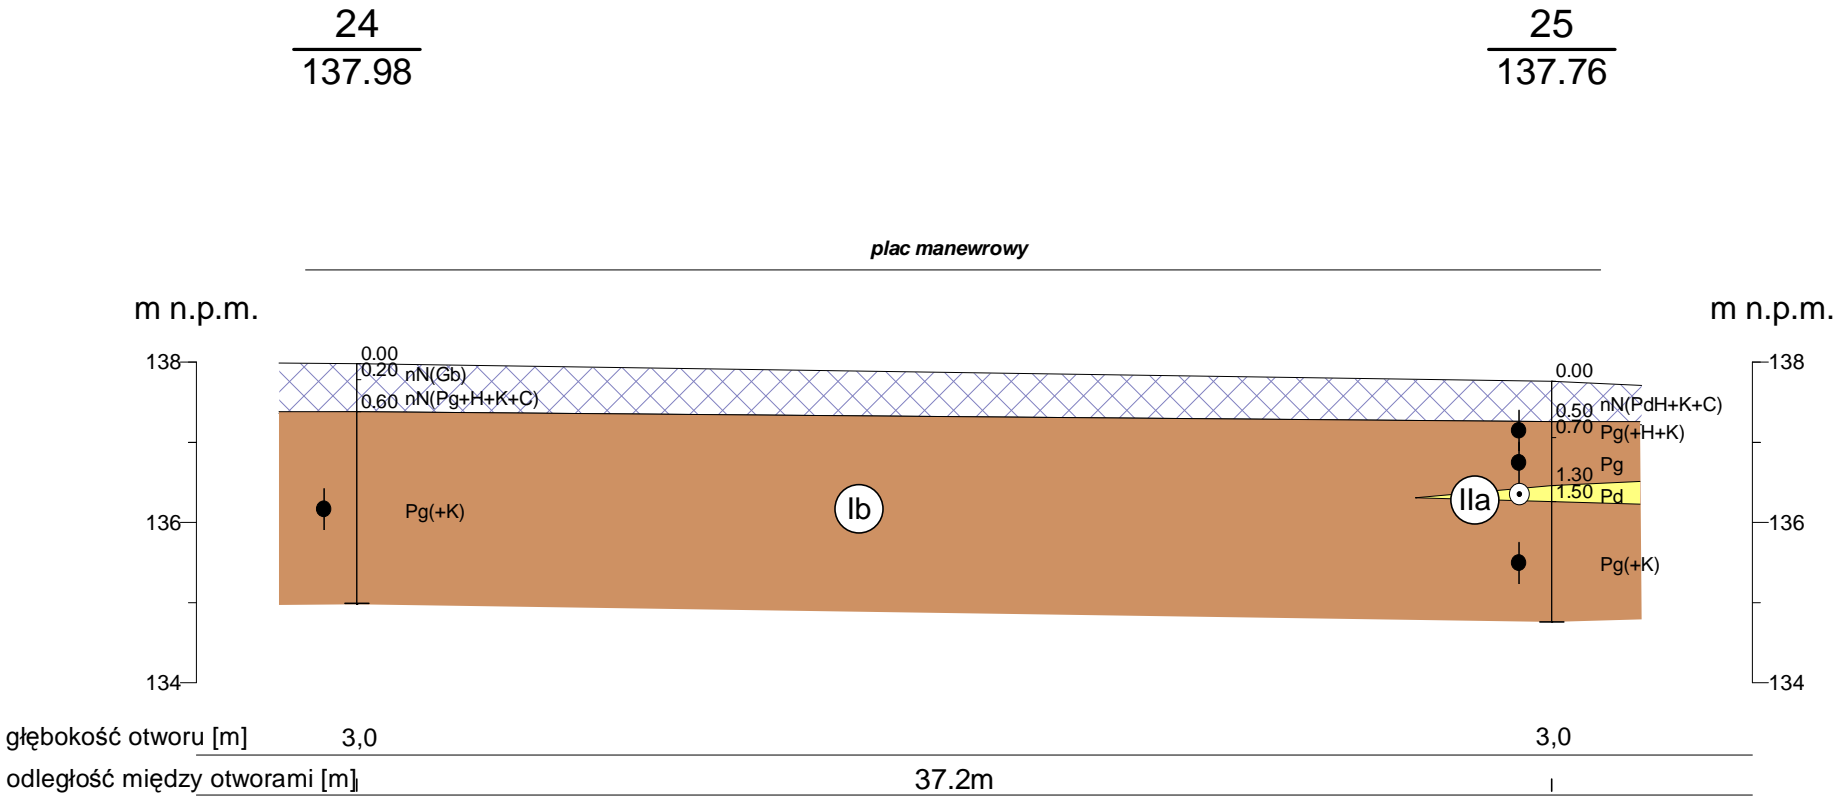 24
137.98
25
137.76
plac manewrowy
m n.p.m.
m n.p.m.
138
136
134
0.00
0.20 nN(Gb)
0.60 nN(Pg+H+K+C)
Pg(+K)
Ib
IIa
0.00
nN(PdH+K+C)
0.50
0.70 Pg(+H+K)
Pg
1.30
1.50 Pd
Pg(+K)
138
136
134
głębokość otworu [m] 3,0 3,0
odległość między otworami [m] 37.2m